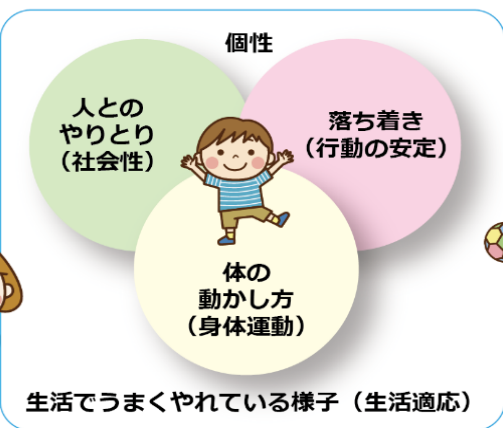 個性
人との
やりとり
（社会性）
落ち着き
（行動の安定）
体の
動かし方
（身体運動）
生活でうまくやれている様子（生活適応）